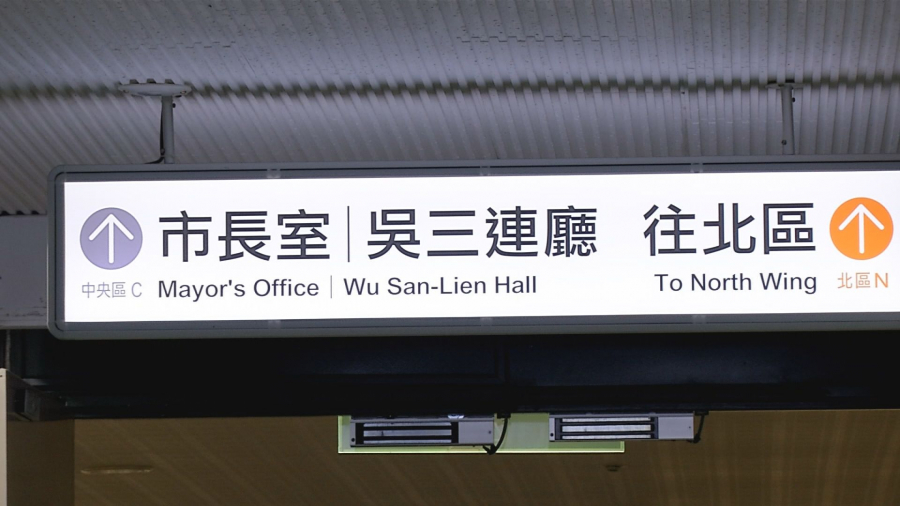 市長室 | 吳三連廳 往北區
中央區 C Mayor's Office | Wu San-Lien Hall To North Wing 北區 N